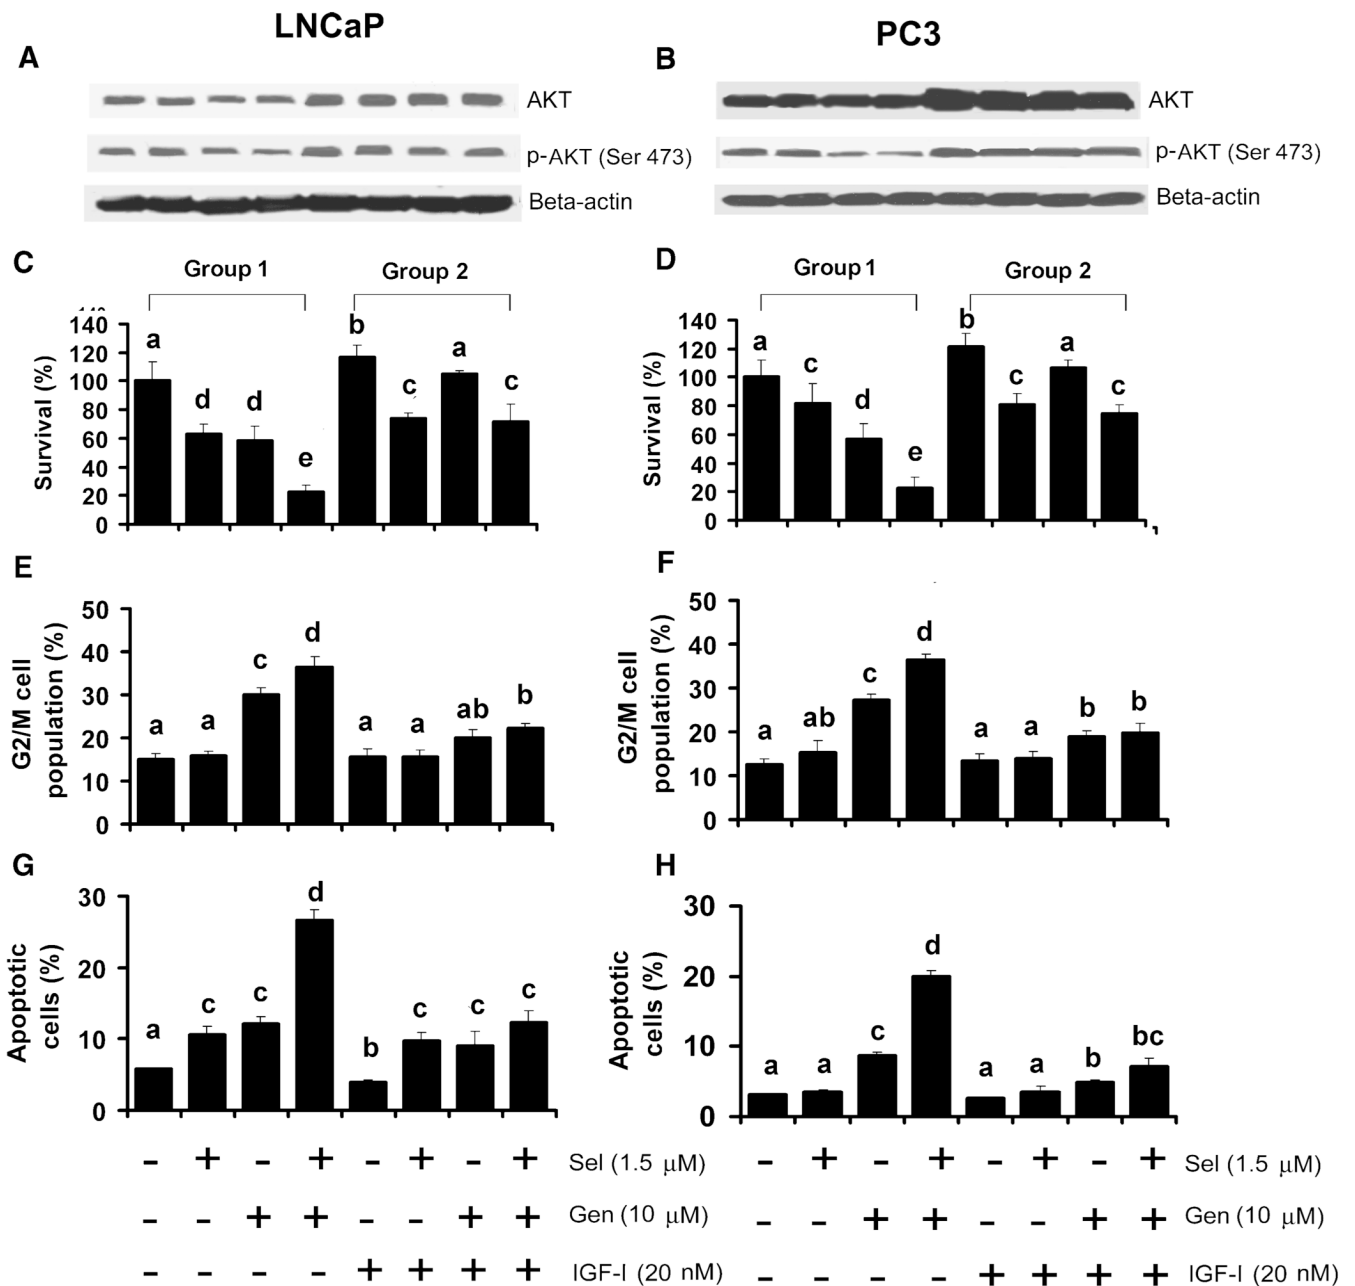 LNCaP
PC3
A
B
AKT
AKT
p-AKT (Ser 473)
p-AKT (Ser 473)
Beta-actin
Beta-actin
C
Group 1
Group 2
D
Group 1
Group 2
Survival (%)
140
120
100
80
60
40
20
0
a
d
d
e
b
c
a
c
Survival (%)
140
120
100
80
60
40
20
0
a
c
d
e
b
c
a
c
E
G2/M cell
population (%)
50
40
30
20
10
0
a
a
c
d
a
a
ab
b
F
G2/M cell
population (%)
50
40
30
20
10
0
a
ab
c
d
a
a
b
b
G
Apoptotic
cells (%)
30
20
10
0
a
c
c
d
b
c
c
c
H
Apoptotic
cells (%)
30
20
10
0
a
a
c
d
a
a
b
bc
- + - + - + - + Sel (1.5 µM)
- + - + - + - + Sel (1.5 µM)
- - + + - - + + Gen (10 µM)
- - + + - - + + Gen (10 µM)
- - - - + + + + IGF-I (20 nM)
- - - - + + + + IGF-I (20 nM)